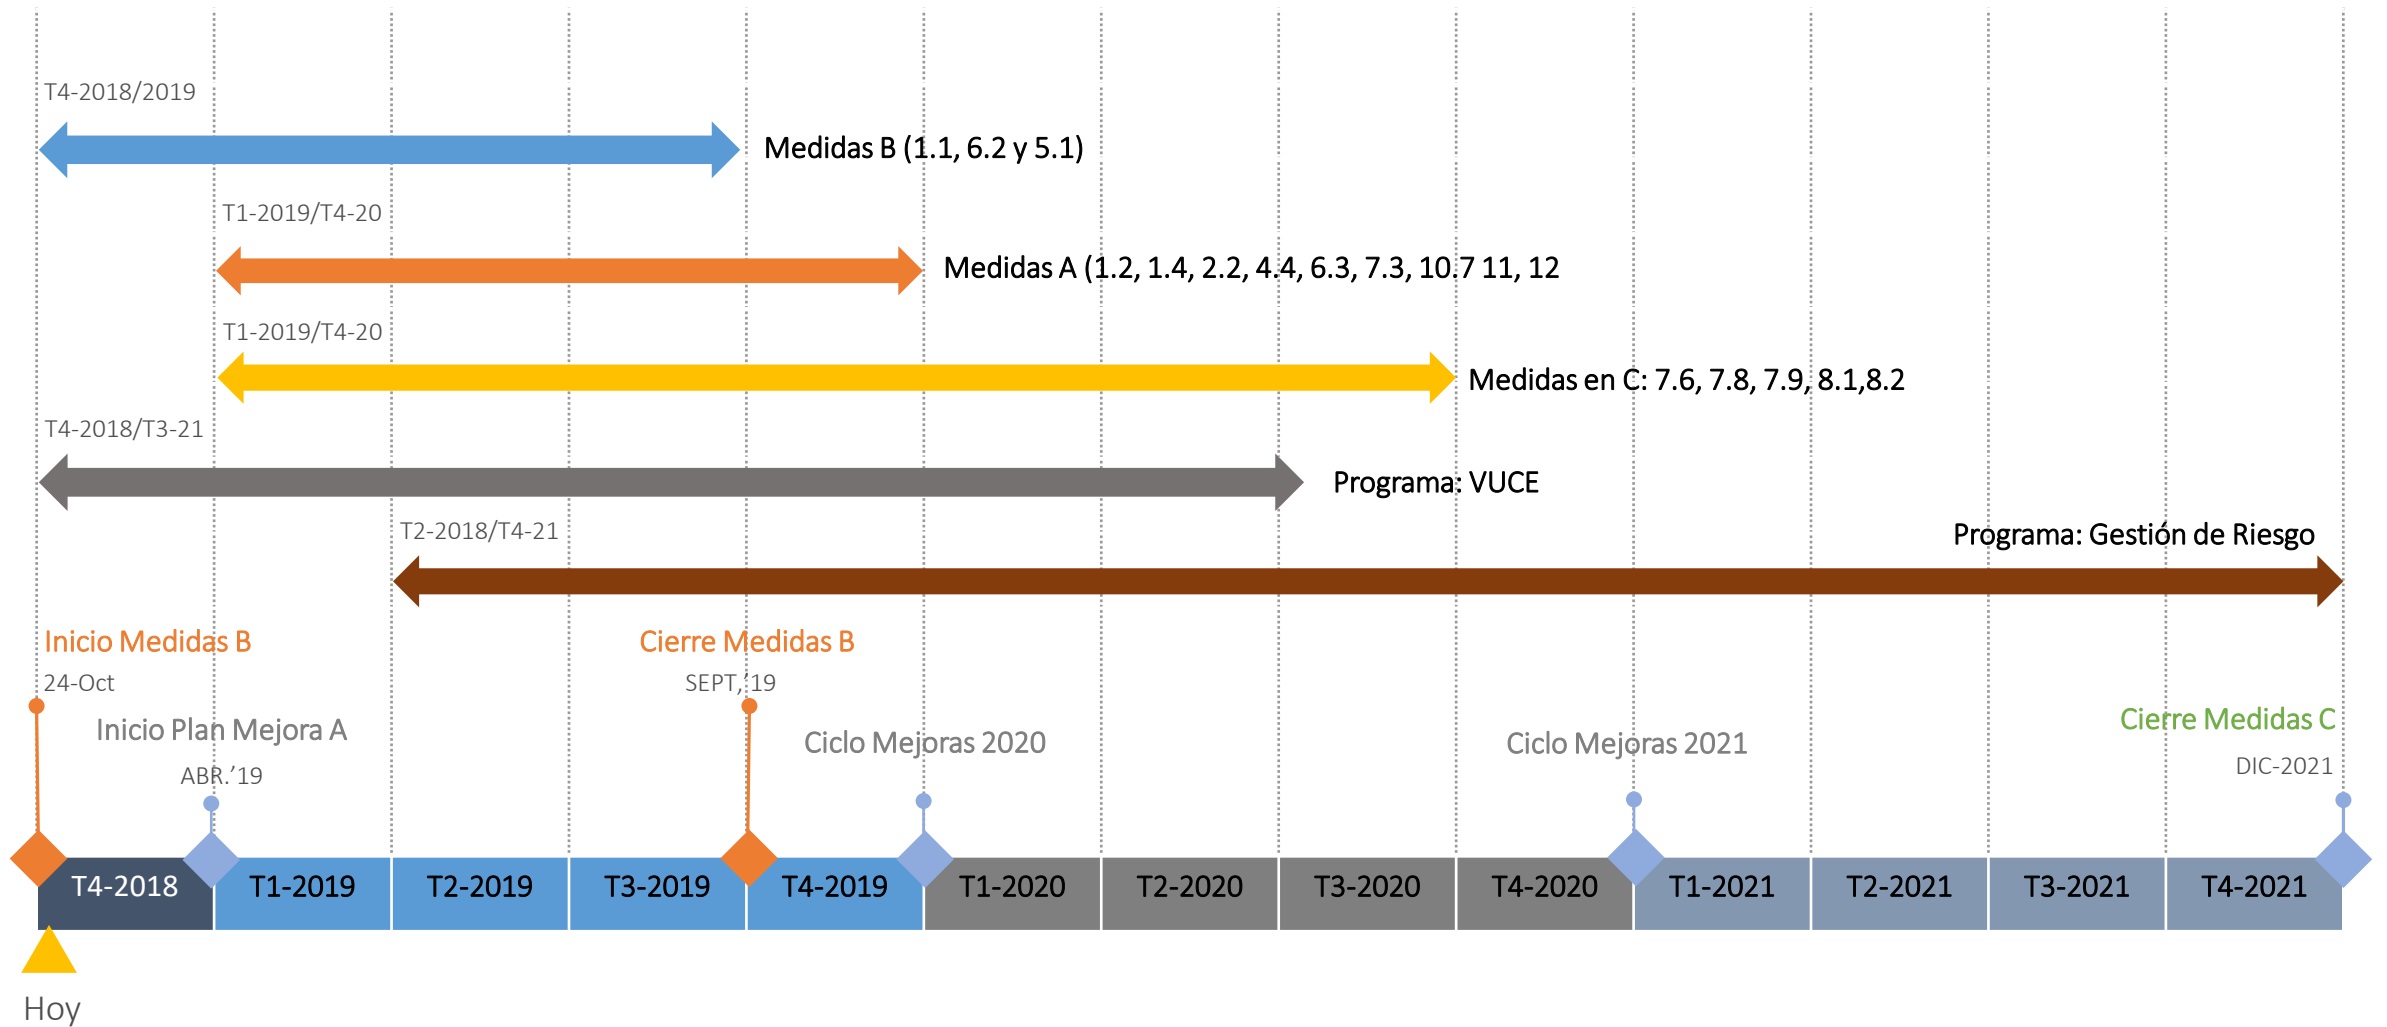 T4-2018/2019
Medidas B (1.1, 6.2 y 5.1)
T1-2019/T4-20
Medidas A (1.2, 1.4, 2.2, 4.4, 6.3, 7.3, 10.7 11, 12
T1-2019/T4-20
Medidas en C: 7.6, 7.8, 7.9, 8.1,8.2
T4-2018/T3-21
Programa: VUCE
T2-2018/T4-21
Programa: Gestión de Riesgo
Inicio Medidas B
24-Oct
Cierre Medidas B
SEPT,'19
Inicio Plan Mejora A
ABR.’19
Ciclo Mejoras 2020
Ciclo Mejoras 2021
Cierre Medidas C
DIC-2021
T4-2018
T1-2019
T2-2019
T3-2019
T4-2019
T1-2020
T2-2020
T3-2020
T4-2020
T1-2021
T2-2021
T3-2021
T4-2021
Hoy